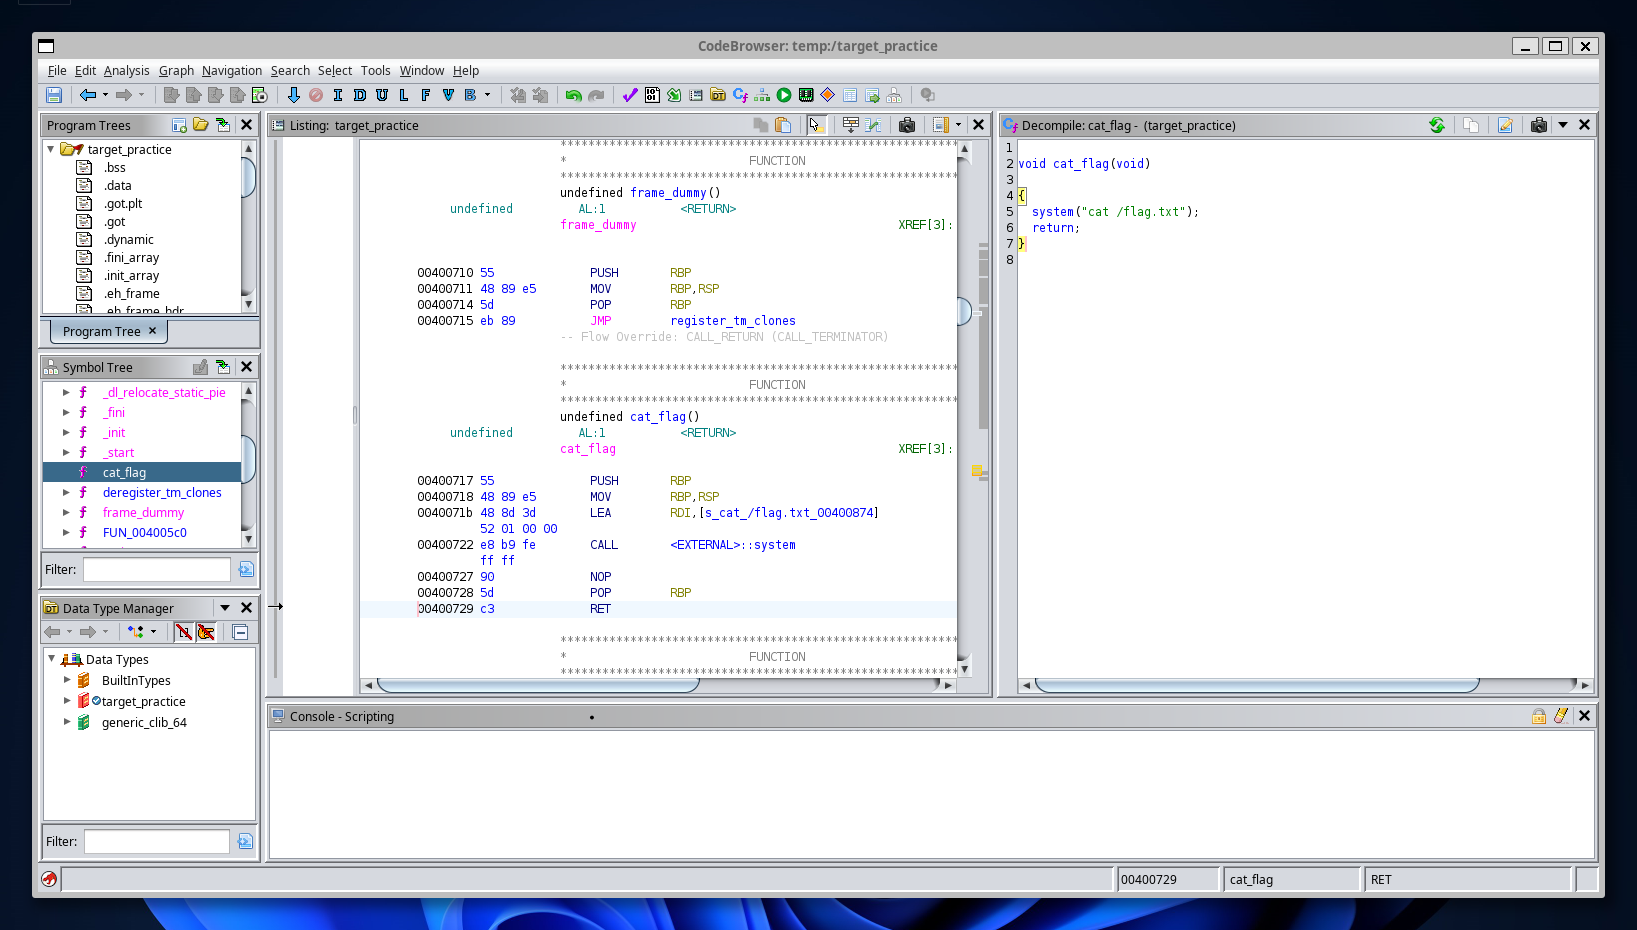 CodeBrowser: temp:/target_practice
File Edit Analysis Graph Navigation Search Select Tools Window Help
I D U L F V B
Program Trees
target_practice
.bss
.data
.got.plt
.got
.dynamic
.fini_array
.init_array
.eh_frame
.eh_frame_hdr
Program Tree
Symbol Tree
_dl_relocate_static_pie
_fini
_init
_start
cat_flag
deregister_tm_clones
frame_dummy
FUN_004005c0
Filter:
Data Type Manager
Data Types
BuiltInTypes
target_practice
generic_clib_64
Filter:
Listing: target_practice
* FUNCTION
undefined frame_dummy()
undefined AL:1 <RETURN>
frame_dummy XREF[3]:
00400710 55 PUSH RBP
00400711 48 89 e5 MOV RBP,RSP
00400714 5d POP RBP
00400715 eb 89 JMP register_tm_clones
-- Flow Override: CALL_RETURN (CALL_TERMINATOR)
* FUNCTION
undefined cat_flag()
undefined AL:1 <RETURN>
cat_flag XREF[3]:
00400717 55 PUSH RBP
00400718 48 89 e5 MOV RBP,RSP
0040071b 48 8d 3d LEA RDI,[s_cat_/flag.txt_00400874]
52 01 00 00
00400722 e8 b9 fe CALL <EXTERNAL>::system
ff ff
00400727 90 NOP
00400728 5d POP RBP
00400729 c3 RET
* FUNCTION
Decompile: cat_flag - (target_practice)
1
2 void cat_flag(void)
3
4 {
5 system("cat /flag.txt");
6 return;
7 }
8
Console - Scripting
00400729 cat_flag RET